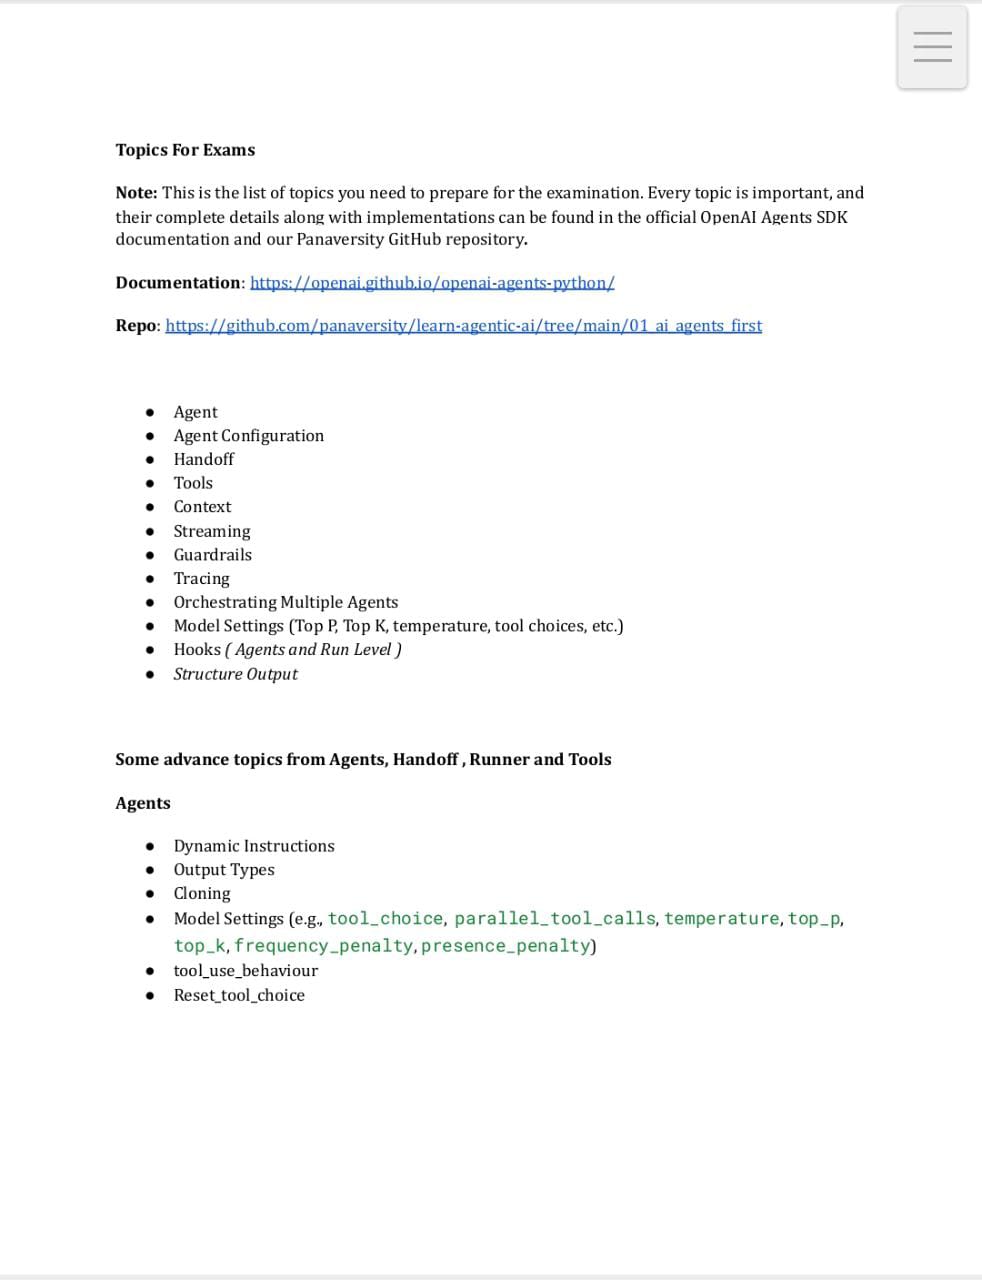 Topics For Exams
Note: This is the list of topics you need to prepare for the examination. Every topic is important, and
their complete details along with implementations can be found in the official OpenAI Agents SDK
documentation and our Panaversity GitHub repository.
Documentation: https://openai.github.io/openai-agents-python/
Repo: https://github.com/panaversity/learn-agentic-ai/tree/main/01_ai_agents_first
● Agent
● Agent Configuration
● Handoff
● Tools
● Context
● Streaming
● Guardrails
● Tracing
● Orchestrating Multiple Agents
● Model Settings (Top P, Top K, temperature, tool choices, etc.)
● Hooks ( Agents and Run Level )
● Structure Output
Some advance topics from Agents, Handoff , Runner and Tools
Agents
● Dynamic Instructions
● Output Types
● Cloning
● Model Settings (e.g., tool_choice, parallel_tool_calls, temperature, top_p,
top_k, frequency_penalty, presence_penalty)
● tool_use_behaviour
● Reset_tool_choice